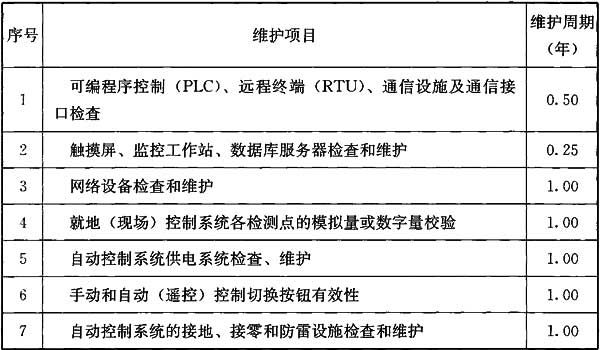 序号 维护项目 维护周期
（年）
1 可编程序控制（PLC）、远程终端（RTU）、通信设施及通信接
口检查 0.50
2 触摸屏、监控工作站、数据库服务器检查和维护 0.25
3 网络设备检查和维护 1.00
4 就地（现场）控制系统各检测点的模拟量或数字量校验 1.00
5 自动控制系统供电系统检查、维护 1.00
6 手动和自动（遥控）控制切换按钮有效性 1.00
7 自动控制系统的接地、接零和防雷设施检查和维护 1.00